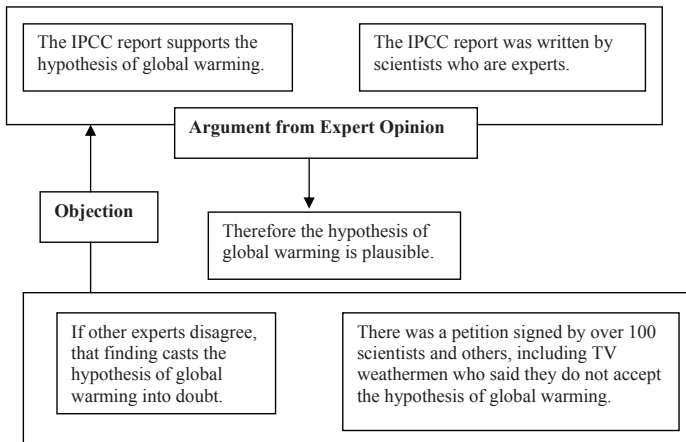 The IPCC report supports the
hypothesis of global warming.
The IPCC report was written by
scientists who are experts.
Argument from Expert Opinion
Objection
Therefore the hypothesis of
global warming is plausible.
If other experts disagree,
that finding casts the
hypothesis of global
warming into doubt.
There was a petition signed by over 100
scientists and others, including TV
weathermen who said they do not accept
the hypothesis of global warming.